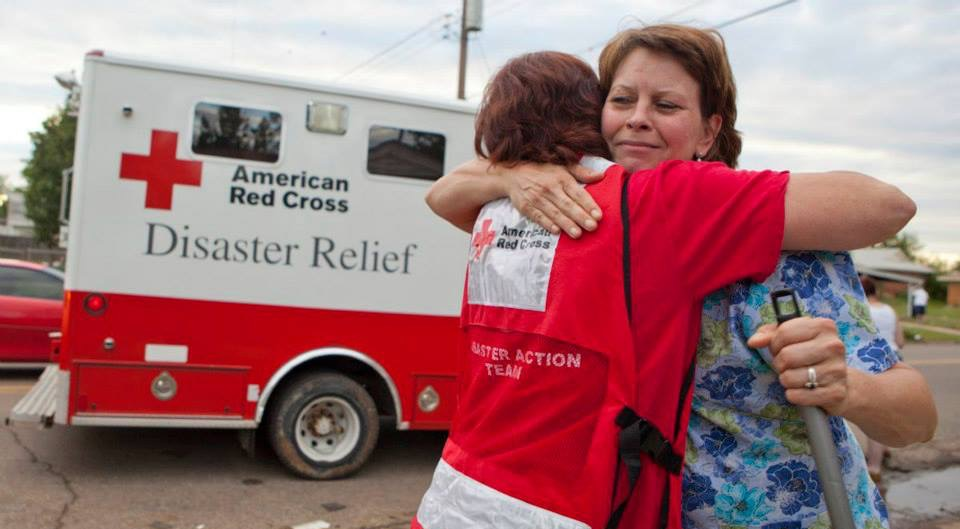 American
Red Cross
Disaster Relief
American
Red Cross
ASTER ACTION
TEAM